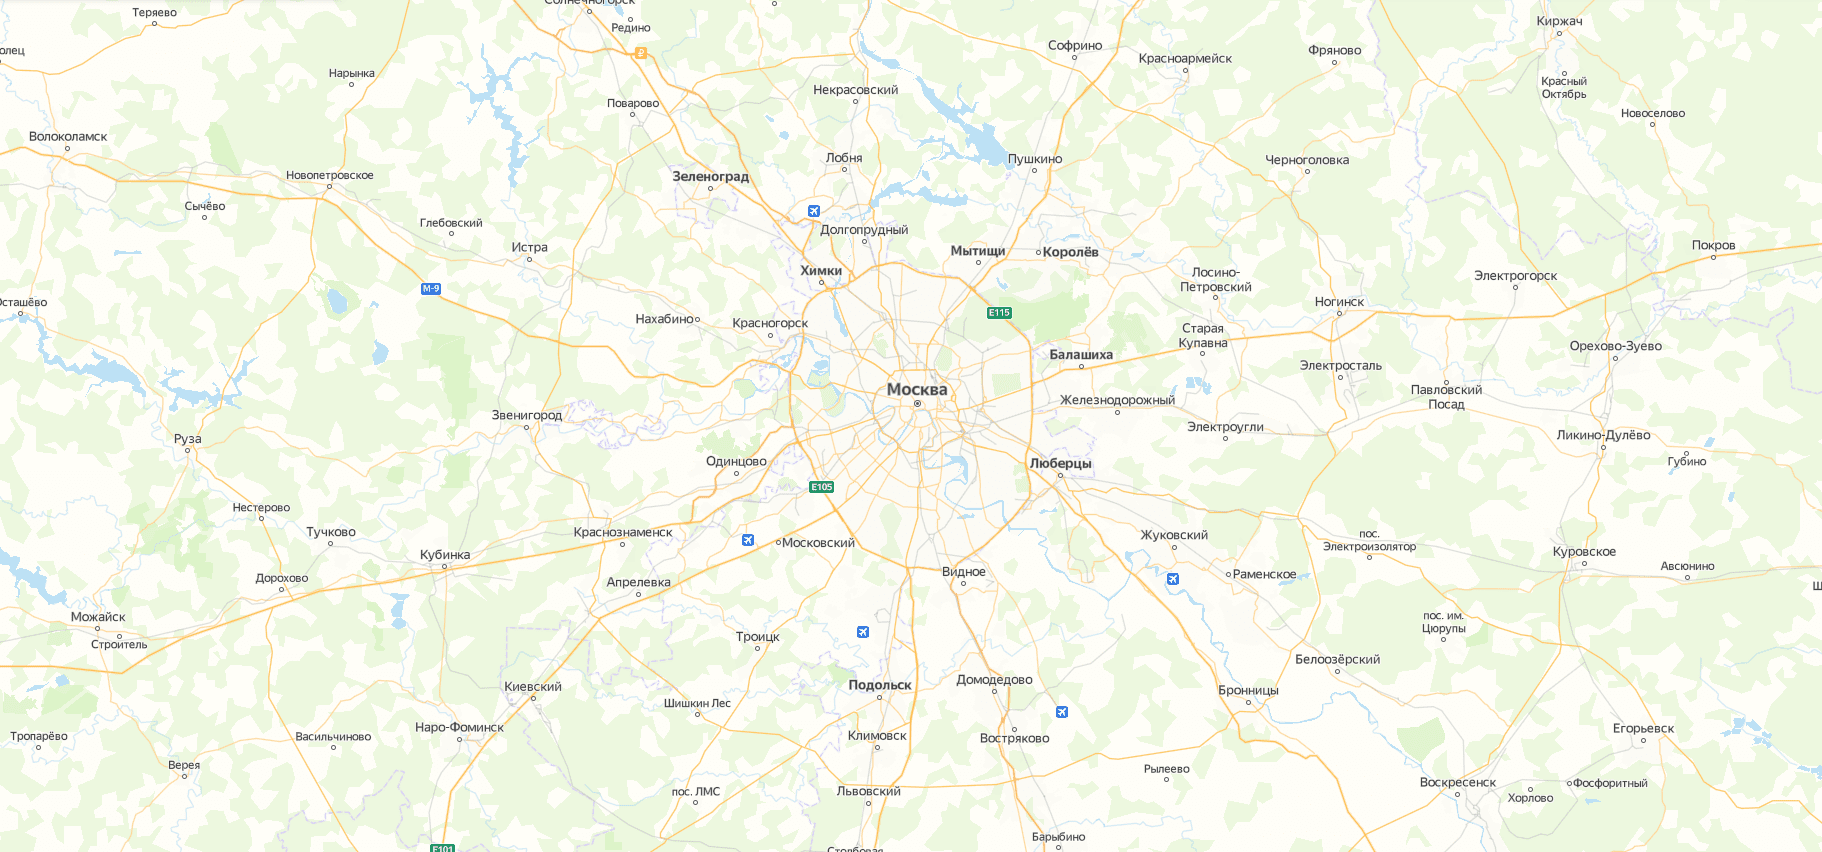 Солнечногорск
Теряево
Редино
Киржач
Софрино
Фряново
Красноармейск
Нарынка
Некрасовский
Красный
Октябрь
Поварово
Новоселово
Волоколамск
Лобня
Пушкино
Черноголовка
Новопетровское
Зеленоград
Сычёво
Глебовский
Долгопрудный
Истра
Мытищи
Королёв
Покров
Химки
Лосино-
Петровский
Электрогорск
М-9
Осташёво
Ногинск
E115
Нахабино
Красногорск
Старая
Купавна
Балашиха
Орехово-Зуево
Электросталь
Москва
Павловский
Посад
Железнодорожный
Звенигород
Электроугли
Руза
Ликино-Дулёво
Одинцово
Люберцы
Губино
E105
Нестерово
Тучково
Краснознаменск
Московский
Жуковский
пос.
Электроизолятор
Кубинка
Куровское
Видное
Авсюнино
Дорохово
Апрелевка
Раменское
Можайск
пос. им.
Цюрупы
Троицк
Строитель
Белоозёрский
Киевский
Подольск
Домодедово
Бронницы
Шишкин Лес
Наро-Фоминск
Егорьевск
Тропарёво
Васильчиново
Климовск
Востряково
Верея
Рылеево
Воскресенск
Фосфоритный
пос. ЛМС
Львовский
Хорлово
Барыбино
E101
Столбовая